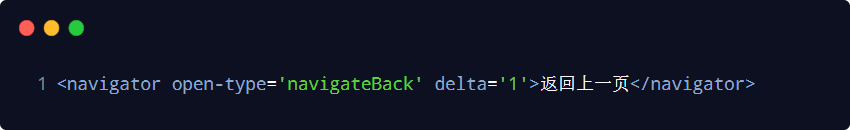 1 <navigator open-type='navigateBack' delta='1'>返回上一页</navigator>